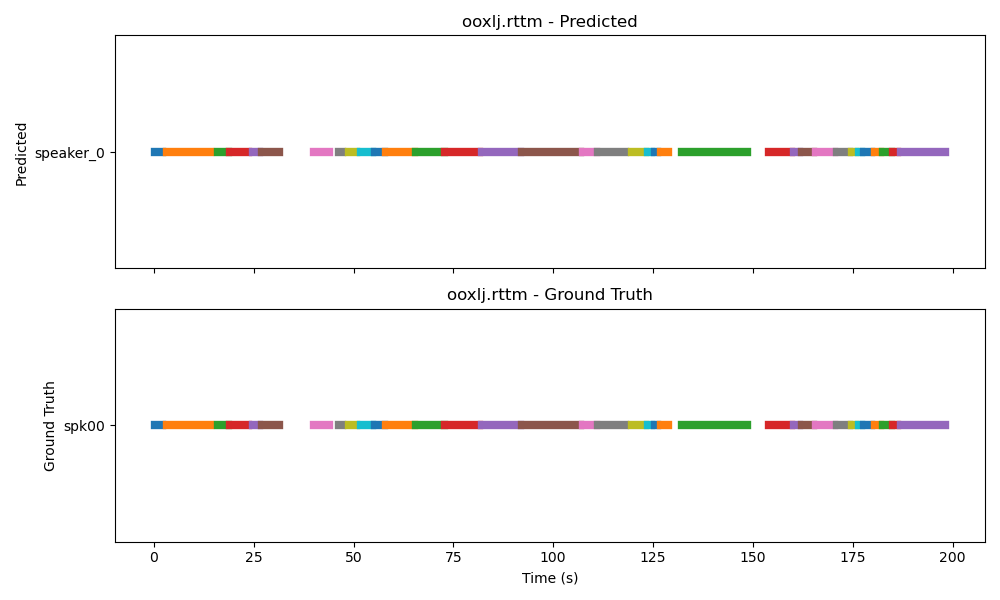 ooxlj.rttm - Predicted
Predicted
speaker_0
ooxlj.rttm - Ground Truth
Ground Truth
spk00
0 25 50 75 100 125 150 175 200
Time (s)